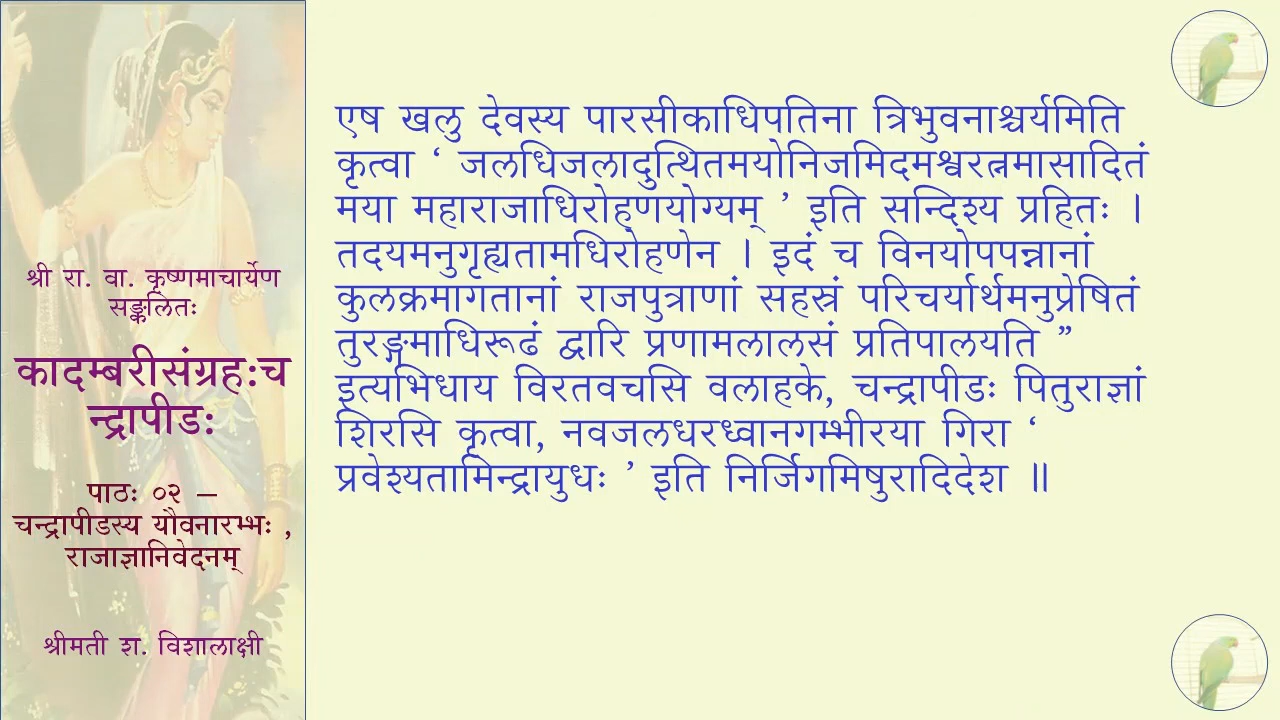 श्री रा. वा. कृष्णमाचार्येण
सङ्कलितः
कादम्बरीसंग्रहःच
न्द्रापीडः
पाठः ०२ –
चन्द्रापीडस्य यौवनारम्भः ,
राजाज्ञानिवेदनम्
श्रीमती श. विशालाक्षी
एष खलु देवस्य पारसीकाधिपतिना त्रिभुवनाश्चर्यमिति
कृत्वा ‘ जलधिजलादुत्थितमयोनिजमिदमश्वरत्नमासादितं
मया महाराजाधिरोहणयोग्यम् ’ इति सन्दिश्य प्रहितः ।
तदयमनुगृह्यतामधिरोहणेन । इदं च विनयोपपन्नानां
कुलक्रमागतानां राजपुत्राणां सहस्रं परिचर्यार्थमनुप्रेषितं
तुरङ्गमाधिरूढं द्वारि प्रणामलालसं प्रतिपालयति ”
इत्यभिधाय विरतवचसि वलाहके, चन्द्रापीडः पितुराज्ञां
शिरसि कृत्वा, नवजलधरध्वानगम्भीरया गिरा ‘
प्रवेश्यतामिन्द्रायुधः ’ इति निर्जिगमिषुरादिदेश ॥